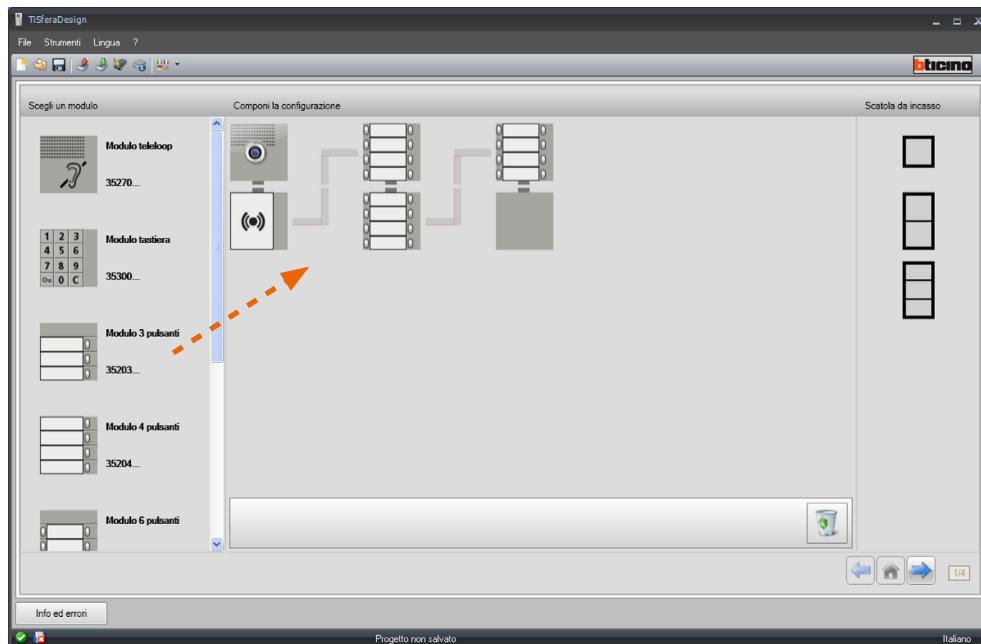 TiSferaDesign
File Strumenti Lingua ?
bticino
Scegli un modulo
Componi la configurazione
Scatola da incasso
Modulo teleloop
35270...
1 2 3
4 5 6
7 8 9
0 C
Modulo tastiera
35300...
Modulo 3 pulsanti
35203...
Modulo 4 pulsanti
35204...
Modulo 6 pulsanti
1/4
Info ed errori
Progetto non salvato
Italiano